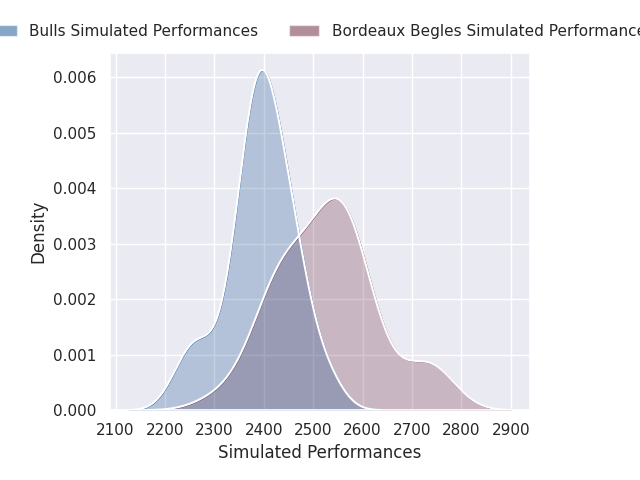 Bulls Simulated Performances Bordeaux Begles Simulated Performance
0.006
0.005
0.004
0.003
0.002
0.001
0.000
Density
2100 2200 2300 2400 2500 2600 2700 2800 2900
Simulated Performances